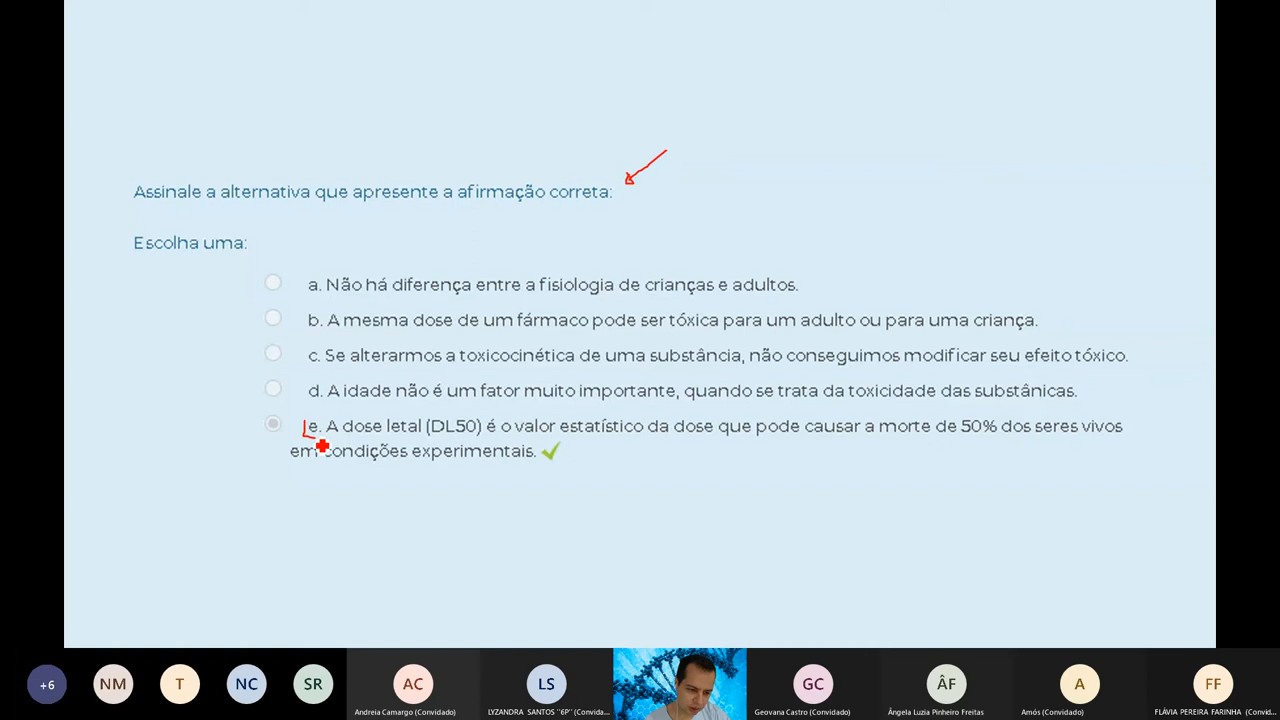 Assinale a alternativa que apresente a afirmação correta:
Escolha uma:
a. Não há diferença entre a fisiologia de crianças e adultos.
b. A mesma dose de um fármaco pode ser tóxica para um adulto ou para uma criança.
c. Se alterarmos a toxicocinética de uma substância, não conseguimos modificar seu efeito tóxico.
d. A idade não é um fator muito importante, quando se trata da toxicidade das substânicas.
e. A dose letal (DL50) é o valor estatístico da dose que pode causar a morte de 50% dos seres vivos
em condições experimentais.
+6 NM T NC SR AC LS GC ÂF A FF
Andreia Camargo (Convidado) LYZANDRA SANTOS "6P" (Convida... Geovana Castro (Convidado) Ângela Luzia Pinheiro Freitas Amós (Convidado) FLÁVIA PEREIRA FARINHA (Convid...